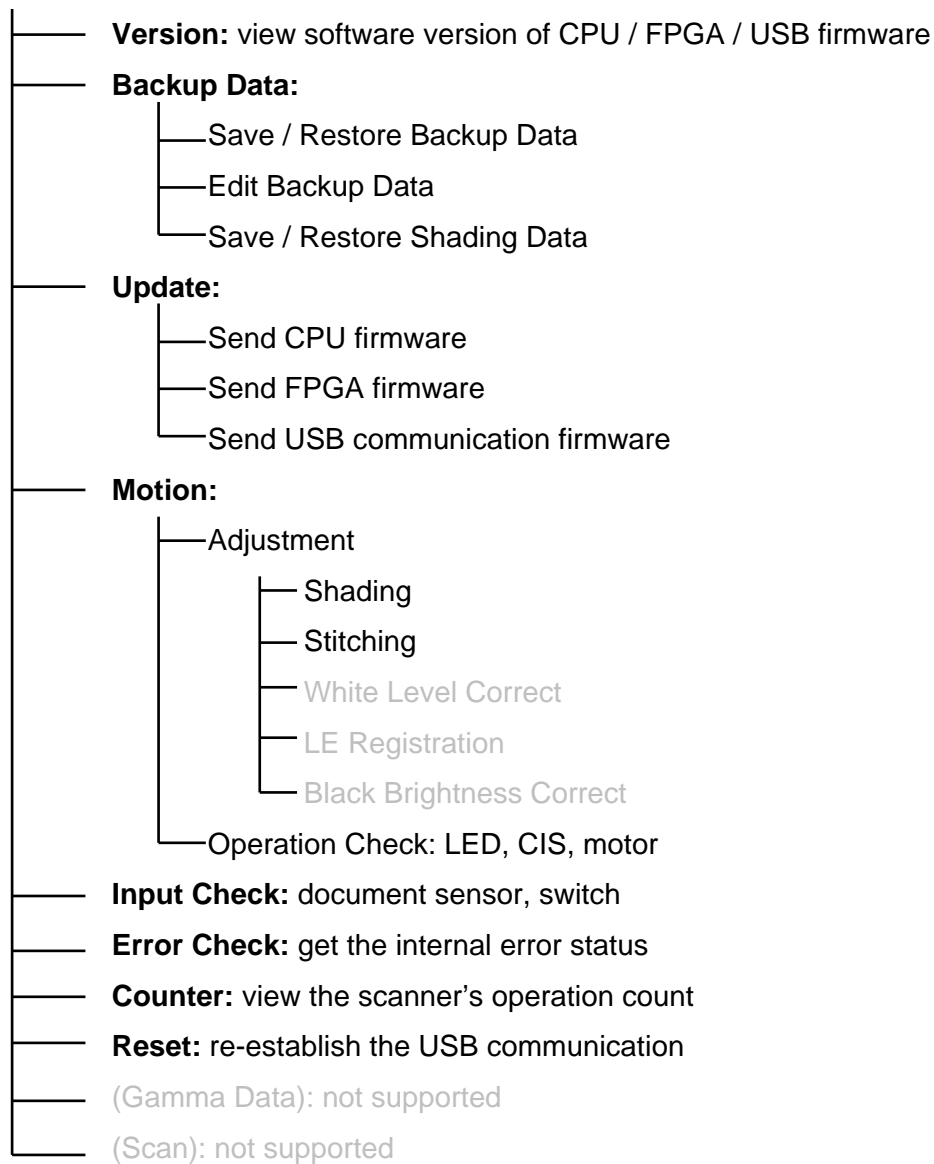 Version: view software version of CPU / FPGA / USB firmware
Backup Data:
Save / Restore Backup Data
Edit Backup Data
Save / Restore Shading Data
Update:
Send CPU firmware
Send FPGA firmware
Send USB communication firmware
Motion:
Adjustment
Shading
Stitching
White Level Correct
LE Registration
Black Brightness Correct
Operation Check: LED, CIS, motor
Input Check: document sensor, switch
Error Check: get the internal error status
Counter: view the scanner’s operation count
Reset: re-establish the USB communication
(Gamma Data): not supported
(Scan): not supported